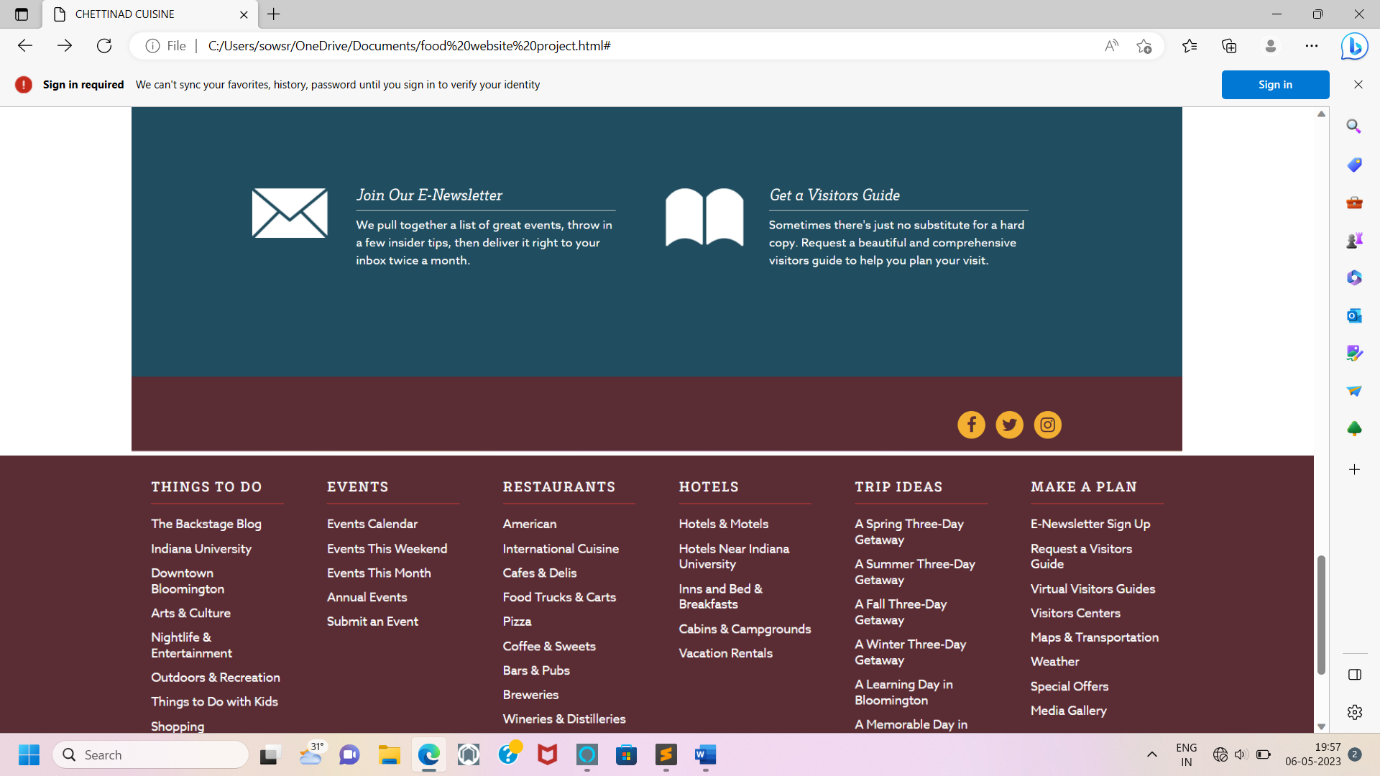 CHETTINAD CUISINE
File | C:/Users/sowsr/OneDrive/Documents/food%20website%20project.html#
Sign in required We can't sync your favorites, history, password until you sign in to verify your identity
Sign in
Join Our E-Newsletter
We pull together a list of great events, throw in
a few insider tips, then deliver it right to your
inbox twice a month.
Get a Visitors Guide
Sometimes there's just no substitute for a hard
copy. Request a beautiful and comprehensive
visitors guide to help you plan your visit.
THINGS TO DO
The Backstage Blog
Indiana University
Downtown
Bloomington
Arts & Culture
Nightlife &
Entertainment
Outdoors & Recreation
Things to Do with Kids
Shopping
EVENTS
Events Calendar
Events This Weekend
Events This Month
Annual Events
Submit an Event
RESTAURANTS
American
International Cuisine
Cafes & Delis
Food Trucks & Carts
Pizza
Coffee & Sweets
Bars & Pubs
Breweries
Wineries & Distilleries
HOTELS
Hotels & Motels
Hotels Near Indiana
University
Inns and Bed &
Breakfasts
Cabins & Campgrounds
Vacation Rentals
TRIP IDEAS
A Spring Three-Day
Getaway
A Summer Three-Day
Getaway
A Fall Three-Day
Getaway
A Winter Three-Day
Getaway
A Learning Day in
Bloomington
A Memorable Day in
MAKE A PLAN
E-Newsletter Sign Up
Request a Visitors
Guide
Virtual Visitors Guides
Visitors Centers
Maps & Transportation
Weather
Special Offers
Media Gallery
Search
31°
ENG
IN
19:57
06-05-2023
2